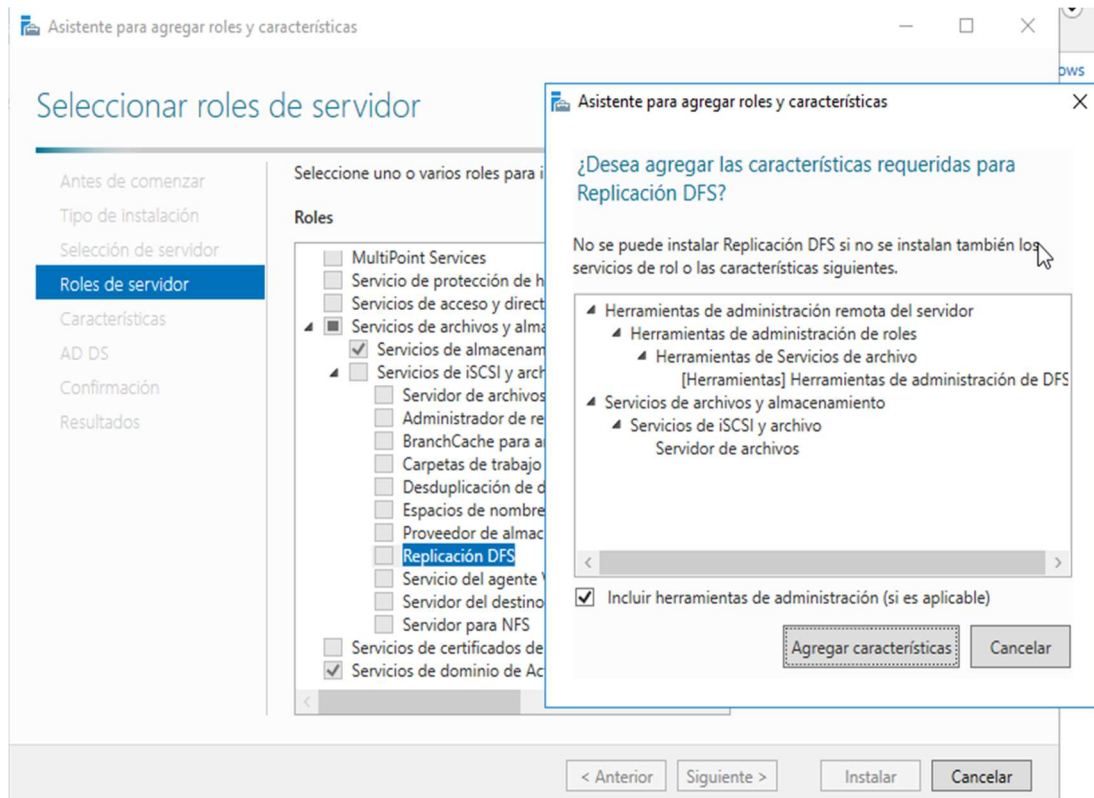 Asistente para agregar roles y características
Seleccionar roles de servidor
Antes de comenzar
Tipo de instalación
Selección de servidor
Roles de servidor
Características
AD DS
Confirmación
Resultados
Seleccione uno o varios roles para i
Roles
MultiPoint Services
Servicio de protección de h
Servicios de acceso y direct
Servicios de archivos y alma
Servicios de almacenam
Servicios de iSCSI y arch
Servidor de archivos
Administrador de re
BranchCache para a
Carpetas de trabajo
Desduplicación de d
Espacios de nombre
Proveedor de almac
Replicación DFS
Servicio del agente V
Servidor del destino
Servidor para NFS
Servicios de certificados de
Servicios de dominio de Ac
< Anterior
Siguiente >
Instalar
Cancelar
Asistente para agregar roles y características
¿Desea agregar las características requeridas para
Replicación DFS?
No se puede instalar Replicación DFS si no se instalan también los
servicios de rol o las características siguientes.
Herramientas de administración remota del servidor
Herramientas de administración de roles
Herramientas de Servicios de archivo
[Herramientas] Herramientas de administración de DFS
Servicios de archivos y almacenamiento
Servicios de iSCSI y archivo
Servidor de archivos
Incluir herramientas de administración (si es aplicable)
Agregar características
Cancelar
ows